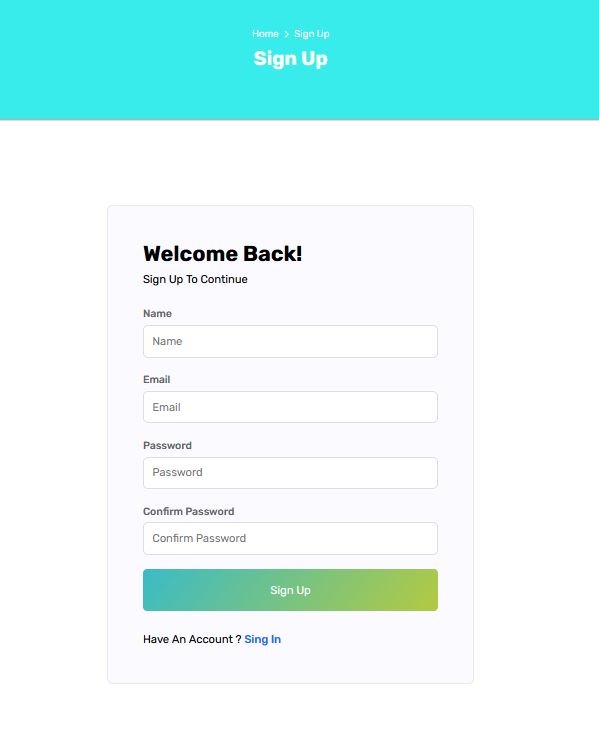 Home > Sign Up
Sign Up
Welcome Back!
Sign Up To Continue
Name
Name
Email
Email
Password
Password
Confirm Password
Confirm Password
Sign Up
Have An Account ? Sing In